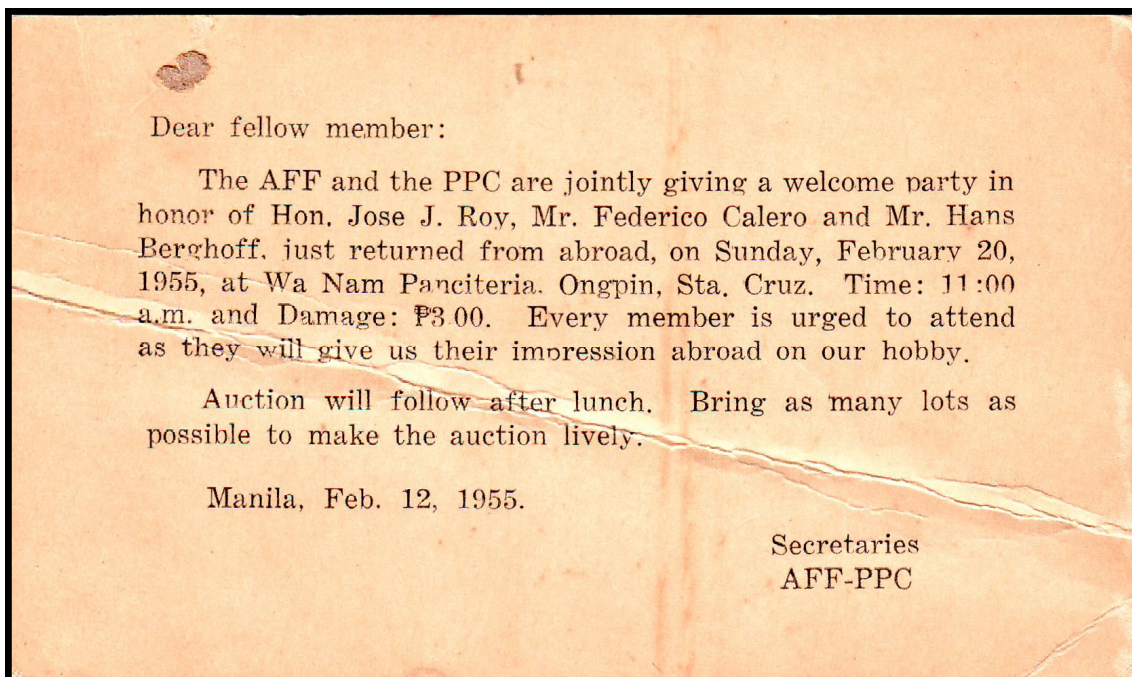 Dear fellow member:
The AFF and the PPC are jointly giving a welcome party in
honor of Hon. Jose J. Roy, Mr. Federico Calero and Mr. Hans
Berghoff, just returned from abroad, on Sunday, February 20,
1955, at Wa Nam Panciteria. Ongpin, Sta. Cruz. Time: 11:00
a.m. and Damage: ₱3.00. Every member is urged to attend
as they will give us their impression abroad on our hobby.
Auction will follow after lunch. Bring as many lots as
possible to make the auction lively.
Manila, Feb. 12, 1955.
Secretaries
AFF-PPC